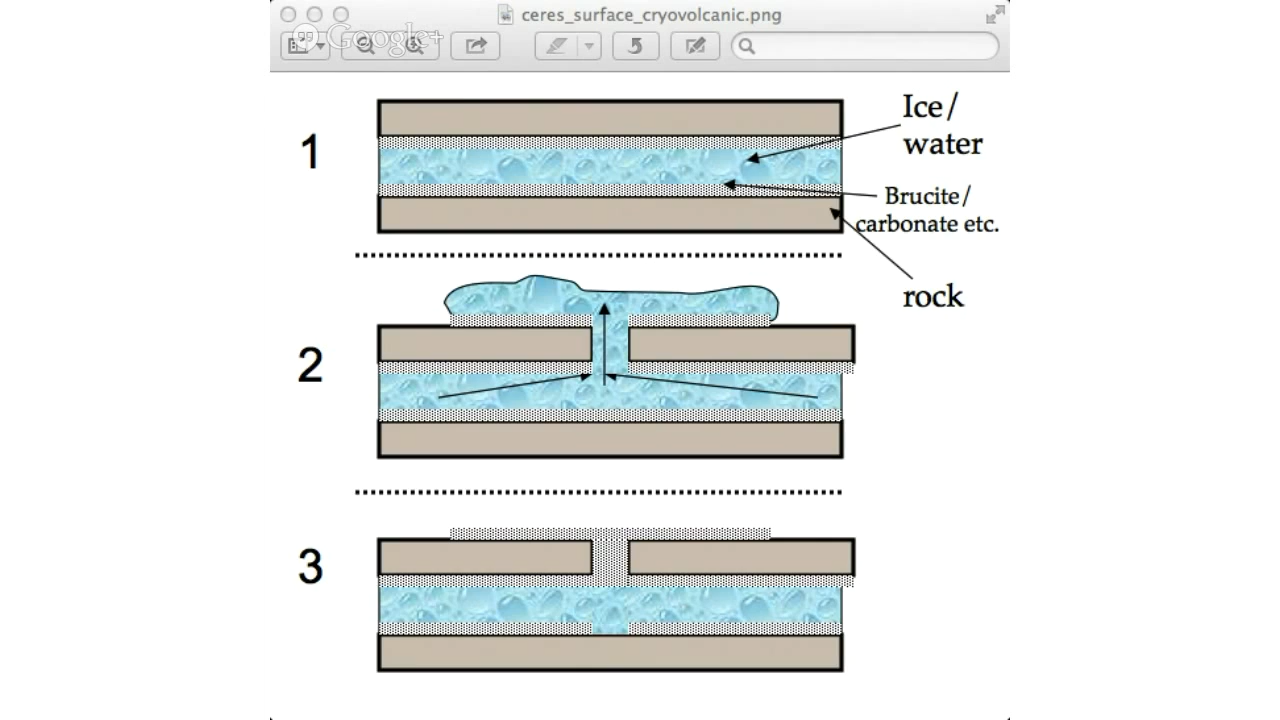 ceres_surface_cryovolcanic.png
Google+
1
Ice/
water
Brucite/
carbonate etc.
rock
2
3